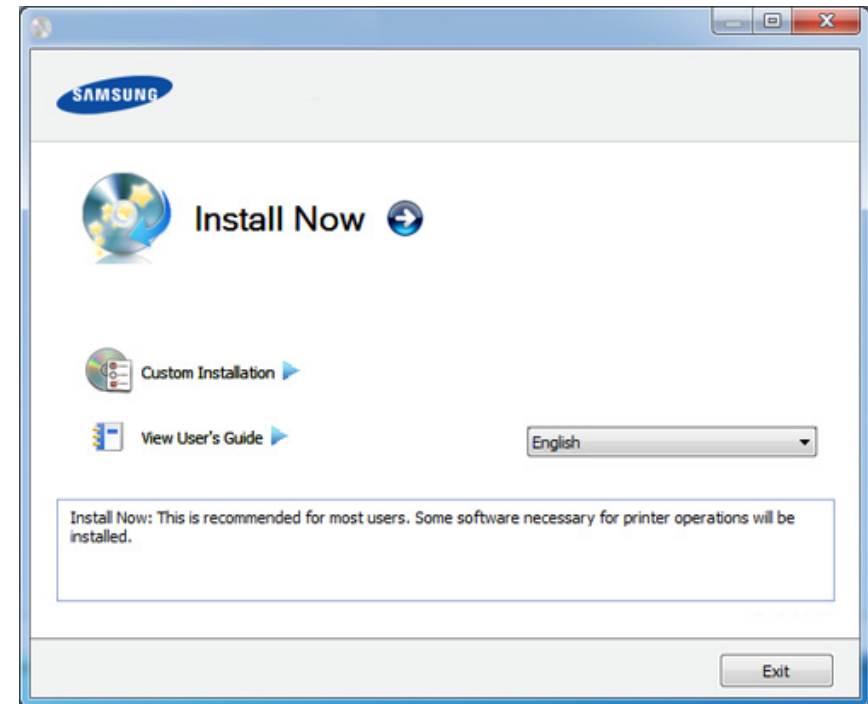 SAMSUNG
Install Now
Custom Installation
View User's Guide
English
Install Now: This is recommended for most users. Some software necessary for printer operations will be
installed.
Exit